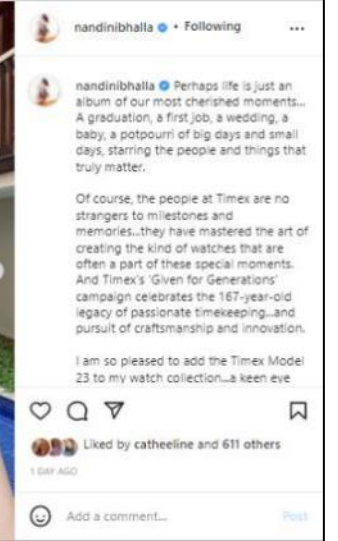 nandinibhalla • Following
nandinibhalla Perhaps life is just an
album of our most cherished moments...
A graduation, a first job, a wedding, a
baby, a potpourri of big days and small
days, starring the people and things that
truly matter.
Of course, the people at Timex are no
strangers to milestones and
memories...they have mastered the art of
creating the kind of watches that are
often a part of these special moments.
And Timex's 'Given for Generations'
campaign celebrates the 167-year-old
legacy of passionate timekeeping...and
pursuit of craftsmanship and innovation.
I am so pleased to add the Timex Model
23 to my watch collection...a keen eye
Liked by catheeline and 611 others
1 DAY AGO
Add a comment...
Post